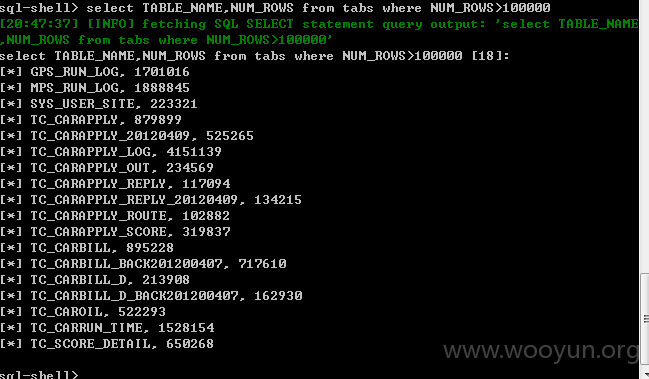 sql-shell> select TABLE_NAME,NUM_ROWS from tabs where NUM_ROWS>100000
[20:47:37] [INFO] fetching SQL SELECT statement query output: 'select TABLE_NAME
,NUM_ROWS from tabs where NUM_ROWS>100000'
select TABLE_NAME,NUM_ROWS from tabs where NUM_ROWS>100000 [18]:
[*] GPS_RUN_LOG, 1701016
[*] MPS_RUN_LOG, 1888845
[*] SYS_USER_SITE, 223321
[*] TC_CARAPPLY, 879899
[*] TC_CARAPPLY_20120409, 525265
[*] TC_CARAPPLY_LOG, 4151139
[*] TC_CARAPPLY_OUT, 234569
[*] TC_CARAPPLY_REPLY, 117094
[*] TC_CARAPPLY_REPLY_20120409, 134215
[*] TC_CARAPPLY_ROUTE, 102882
[*] TC_CARAPPLY_SCORE, 319837
[*] TC_CARBILL, 895228
[*] TC_CARBILL_BACK201200407, 717610
[*] TC_CARBILL_D, 213908
[*] TC_CARBILL_D_BACK201200407, 162930
[*] TC_CAROIL, 522293
[*] TC_CARRUN_TIME, 1528154
[*] TC_SCORE_DETAIL, 650268
www.wooyun.org
sql-shell>